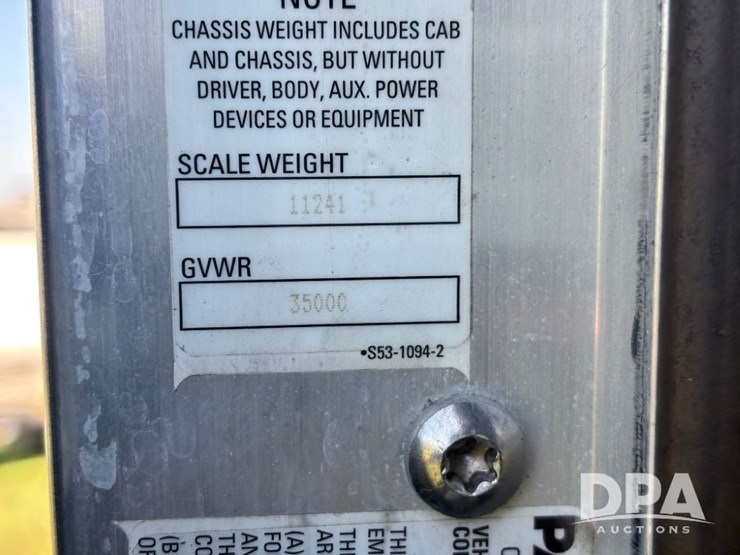 NOTE
CHASSIS WEIGHT INCLUDES CAB
AND CHASSIS, BUT WITHOUT
DRIVER, BODY, AUX. POWER
DEVICES OR EQUIPMENT
SCALE WEIGHT
11241
GVWR
35000
•S53-1094-2
DPA
AUCTIONS